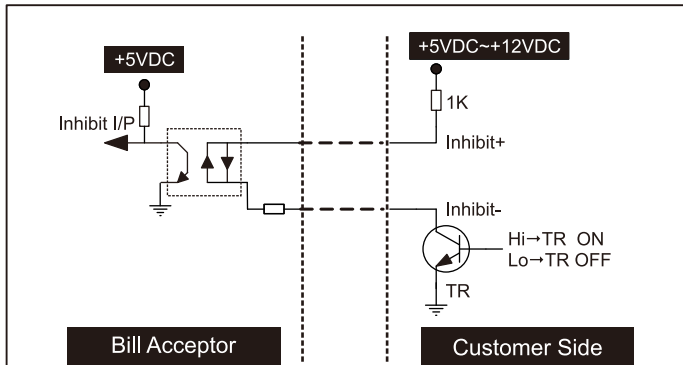 +5VDC
+5VDC~+12VDC
1K
Inhibit I/P
Inhibit+
Inhibit-
Hi→TR ON
Lo→TR OFF
TR
Bill Acceptor
Customer Side